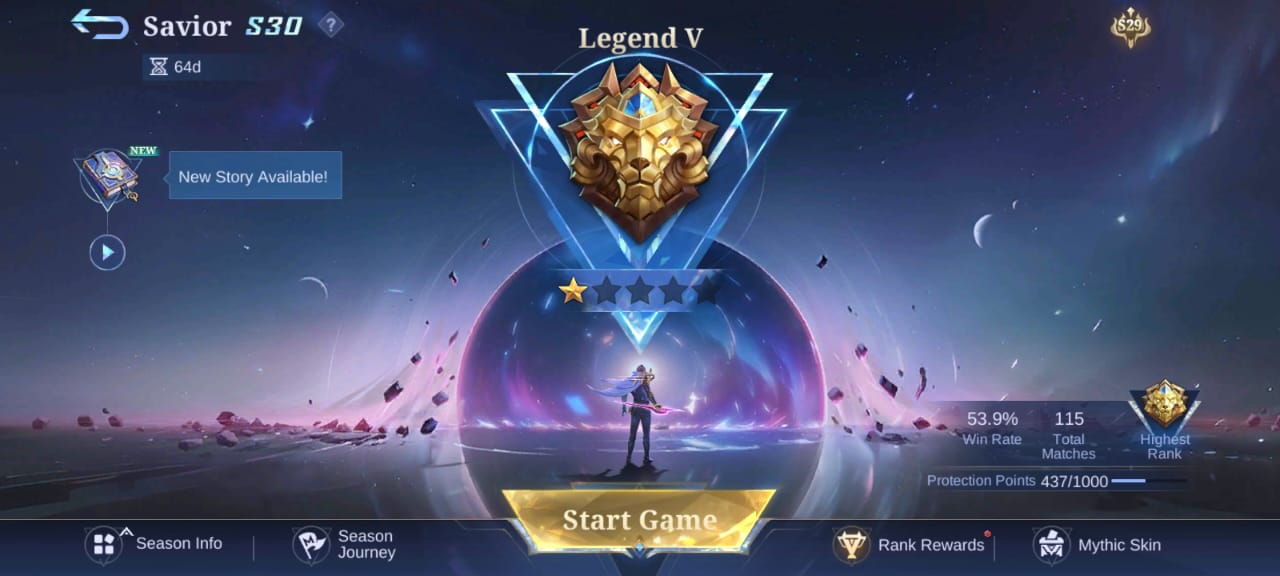 Savior S30
?
64d
Legend V
S29
NEW
New Story Available!
53.9%
Win Rate
115
Total
Matches
Highest
Rank
Protection Points 437/1000
Start Game
Season Info
Season
Journey
Rank Rewards
Mythic Skin